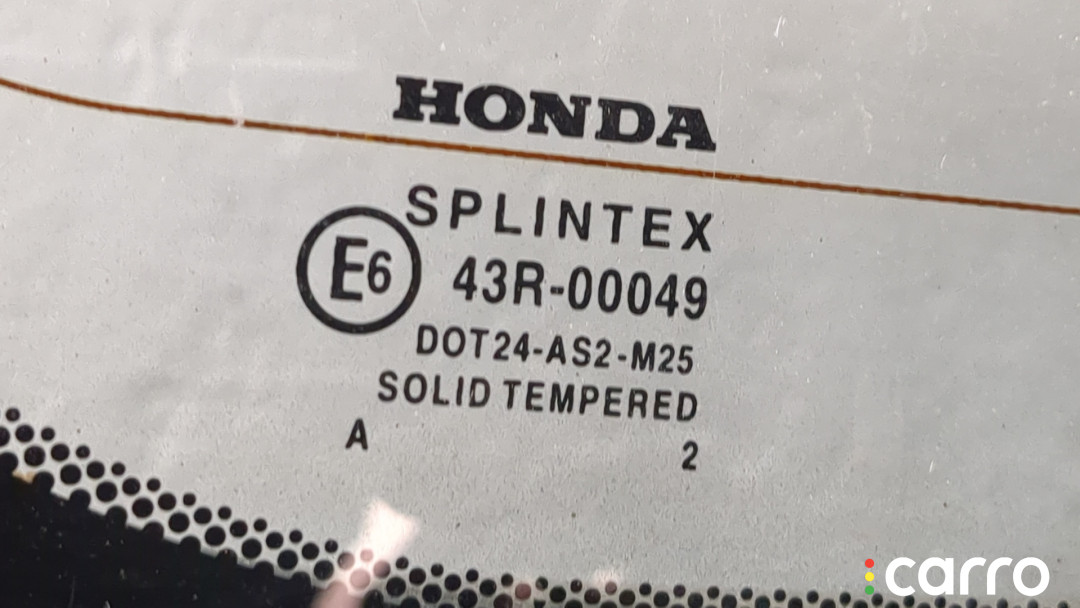 HONDA
SPLINTEX
E6 43R-00049
DOT24-AS2-M25
SOLID TEMPERED
A 2
carro